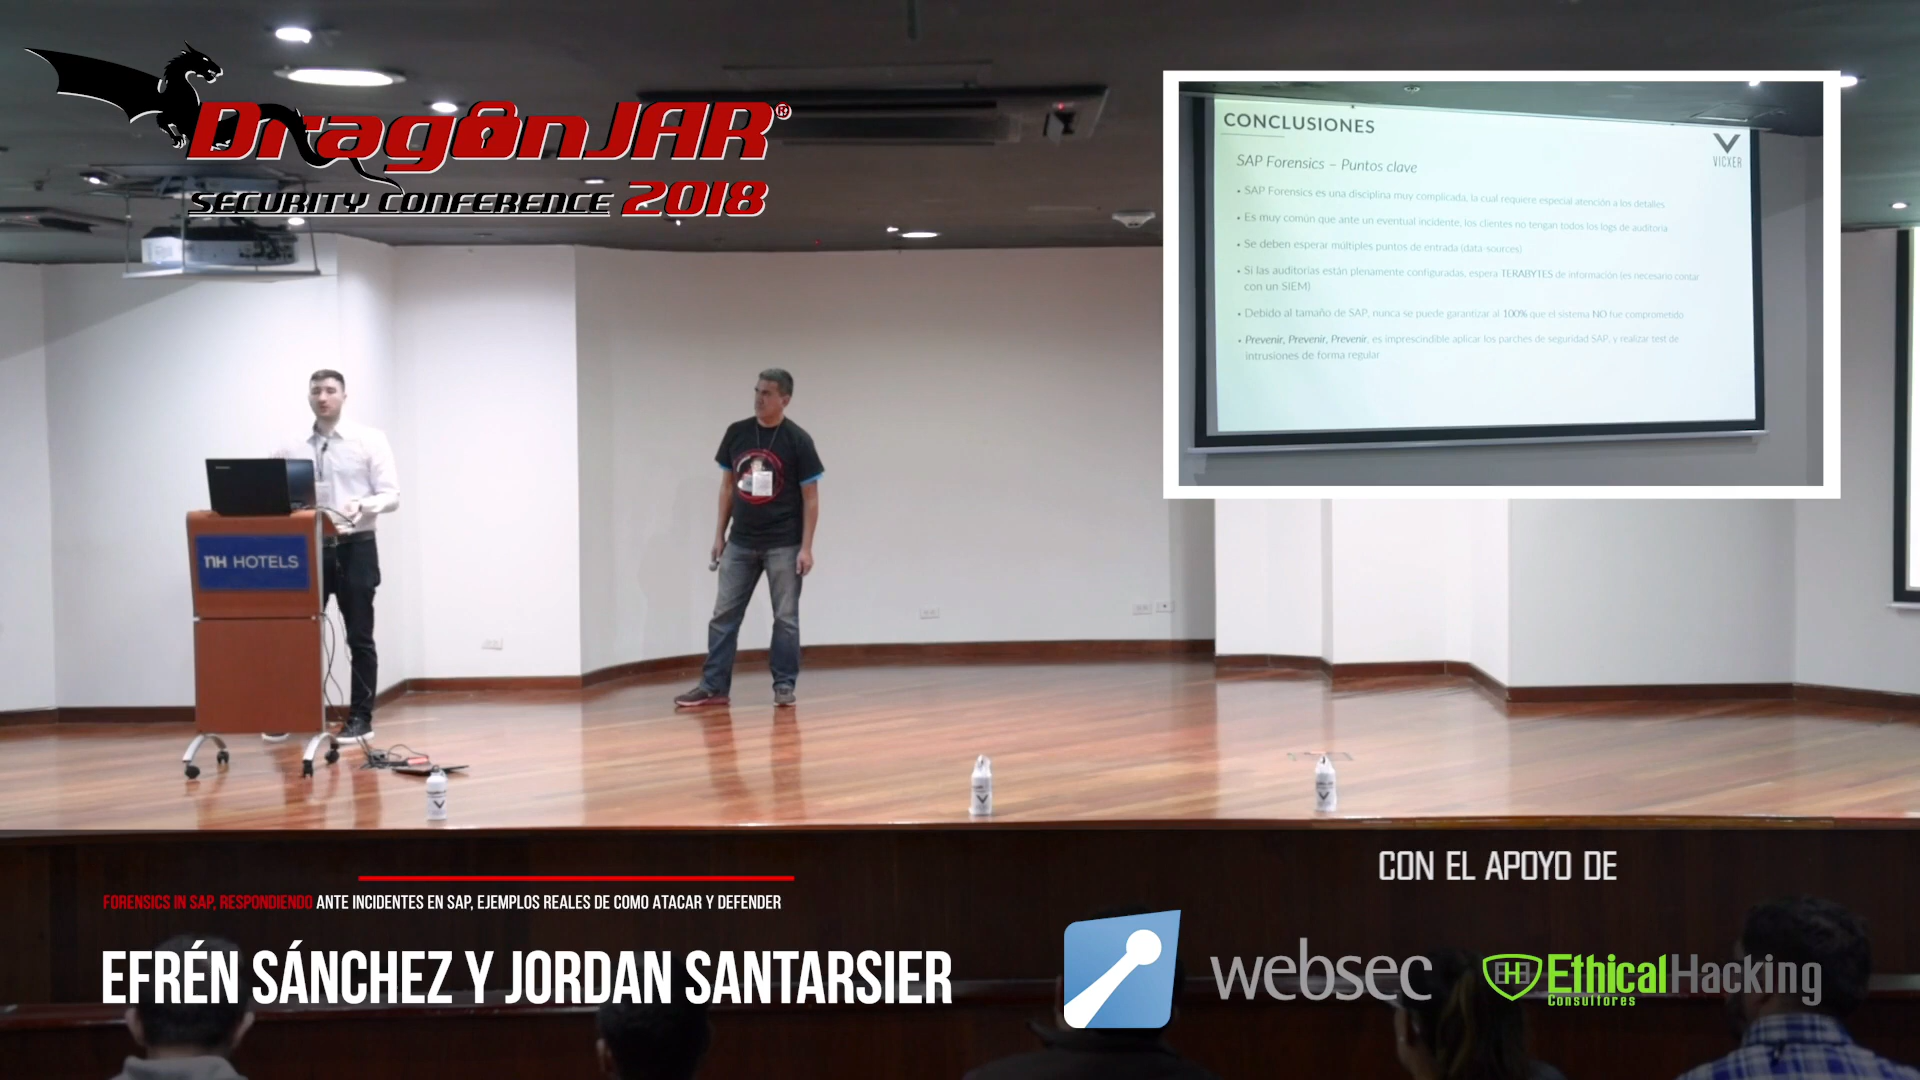 DragonJAR®
SECURITY CONFERENCE 2018
CONCLUSIONES
VICXER
SAP Forensics – Puntos clave
• SAP Forensics es una disciplina muy complicada, la cual requiere especial atención a los detalles
• Es muy común que ante un eventual incidente, los clientes no tengan todos los logs de auditoria
• Se deben esperar múltiples puntos de entrada (data-sources)
• Si las auditorias están plenamente configuradas, espera TERABYTES de información (es necesario contar
con un SIEM)
• Debido al tamaño de SAP, nunca se puede garantizar al 100% que el sistema NO fue comprometido
• Prevenir, Prevenir, Prevenir, es imprescindible aplicar los parches de seguridad SAP, y realizar test de
intrusiones de forma regular
nH HOTELS
CON EL APOYO DE
FORENSICS IN SAP, RESPONDIENDO ANTE INCIDENTES EN SAP, EJEMPLOS REALES DE COMO ATACAR Y DEFENDER
EFRÉN SÁNCHEZ Y JORDAN SANTARSIER
websec
EHC EthicalHacking
Consultores